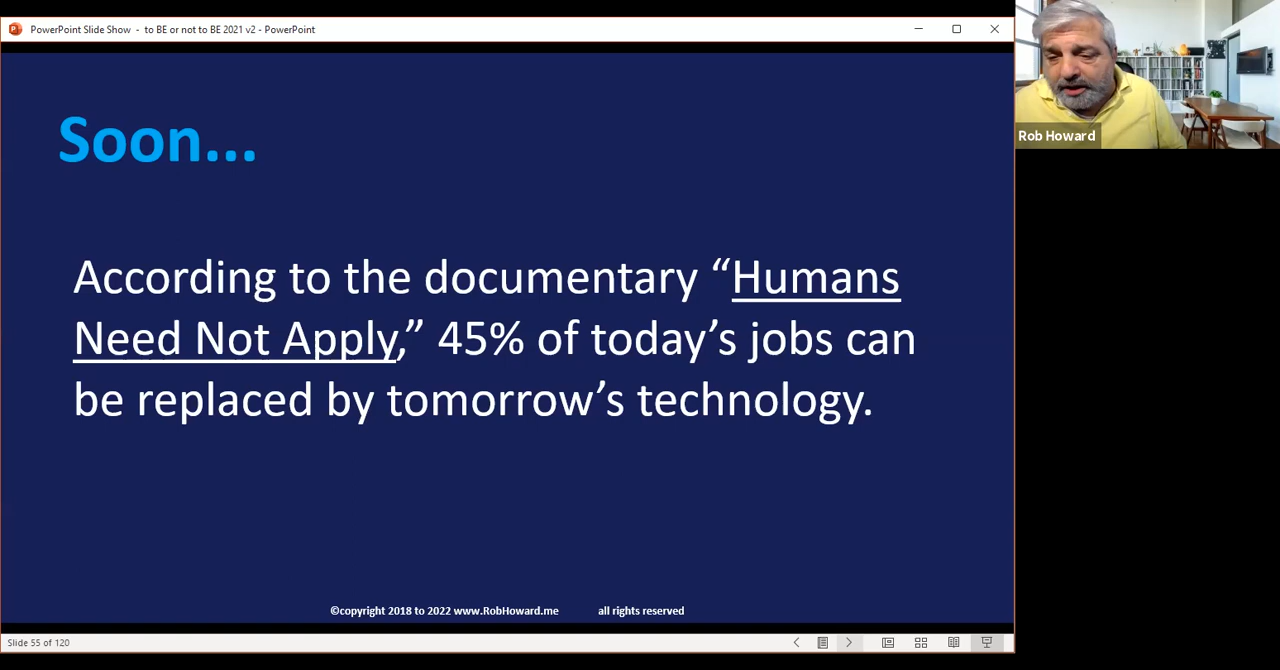 PowerPoint Slide Show - to BE or not to BE 2021 v2 - PowerPoint
Rob Howard
Soon...
According to the documentary “Humans
Need Not Apply,” 45% of today’s jobs can
be replaced by tomorrow’s technology.
©copyright 2018 to 2022 www.RobHoward.me all rights reserved
Slide 55 of 120